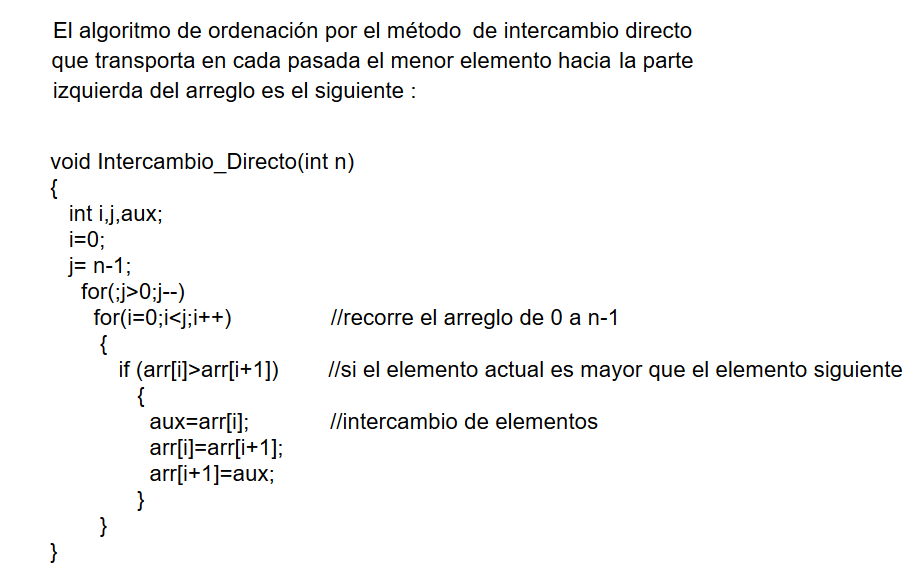 El algoritmo de ordenación por el método de intercambio directo
que transporta en cada pasada el menor elemento hacia la parte
izquierda del arreglo es el siguiente :
void Intercambio_Directo(int n)
{
int i,j,aux;
i=0;
j= n-1;
for(;j>0;j--)
for(i=0;i<j;i++) //recorre el arreglo de 0 a n-1
{
if (arr[i]>arr[i+1]) //si el elemento actual es mayor que el elemento siguiente
{
aux=arr[i]; //intercambio de elementos
arr[i]=arr[i+1];
arr[i+1]=aux;
}
}
}